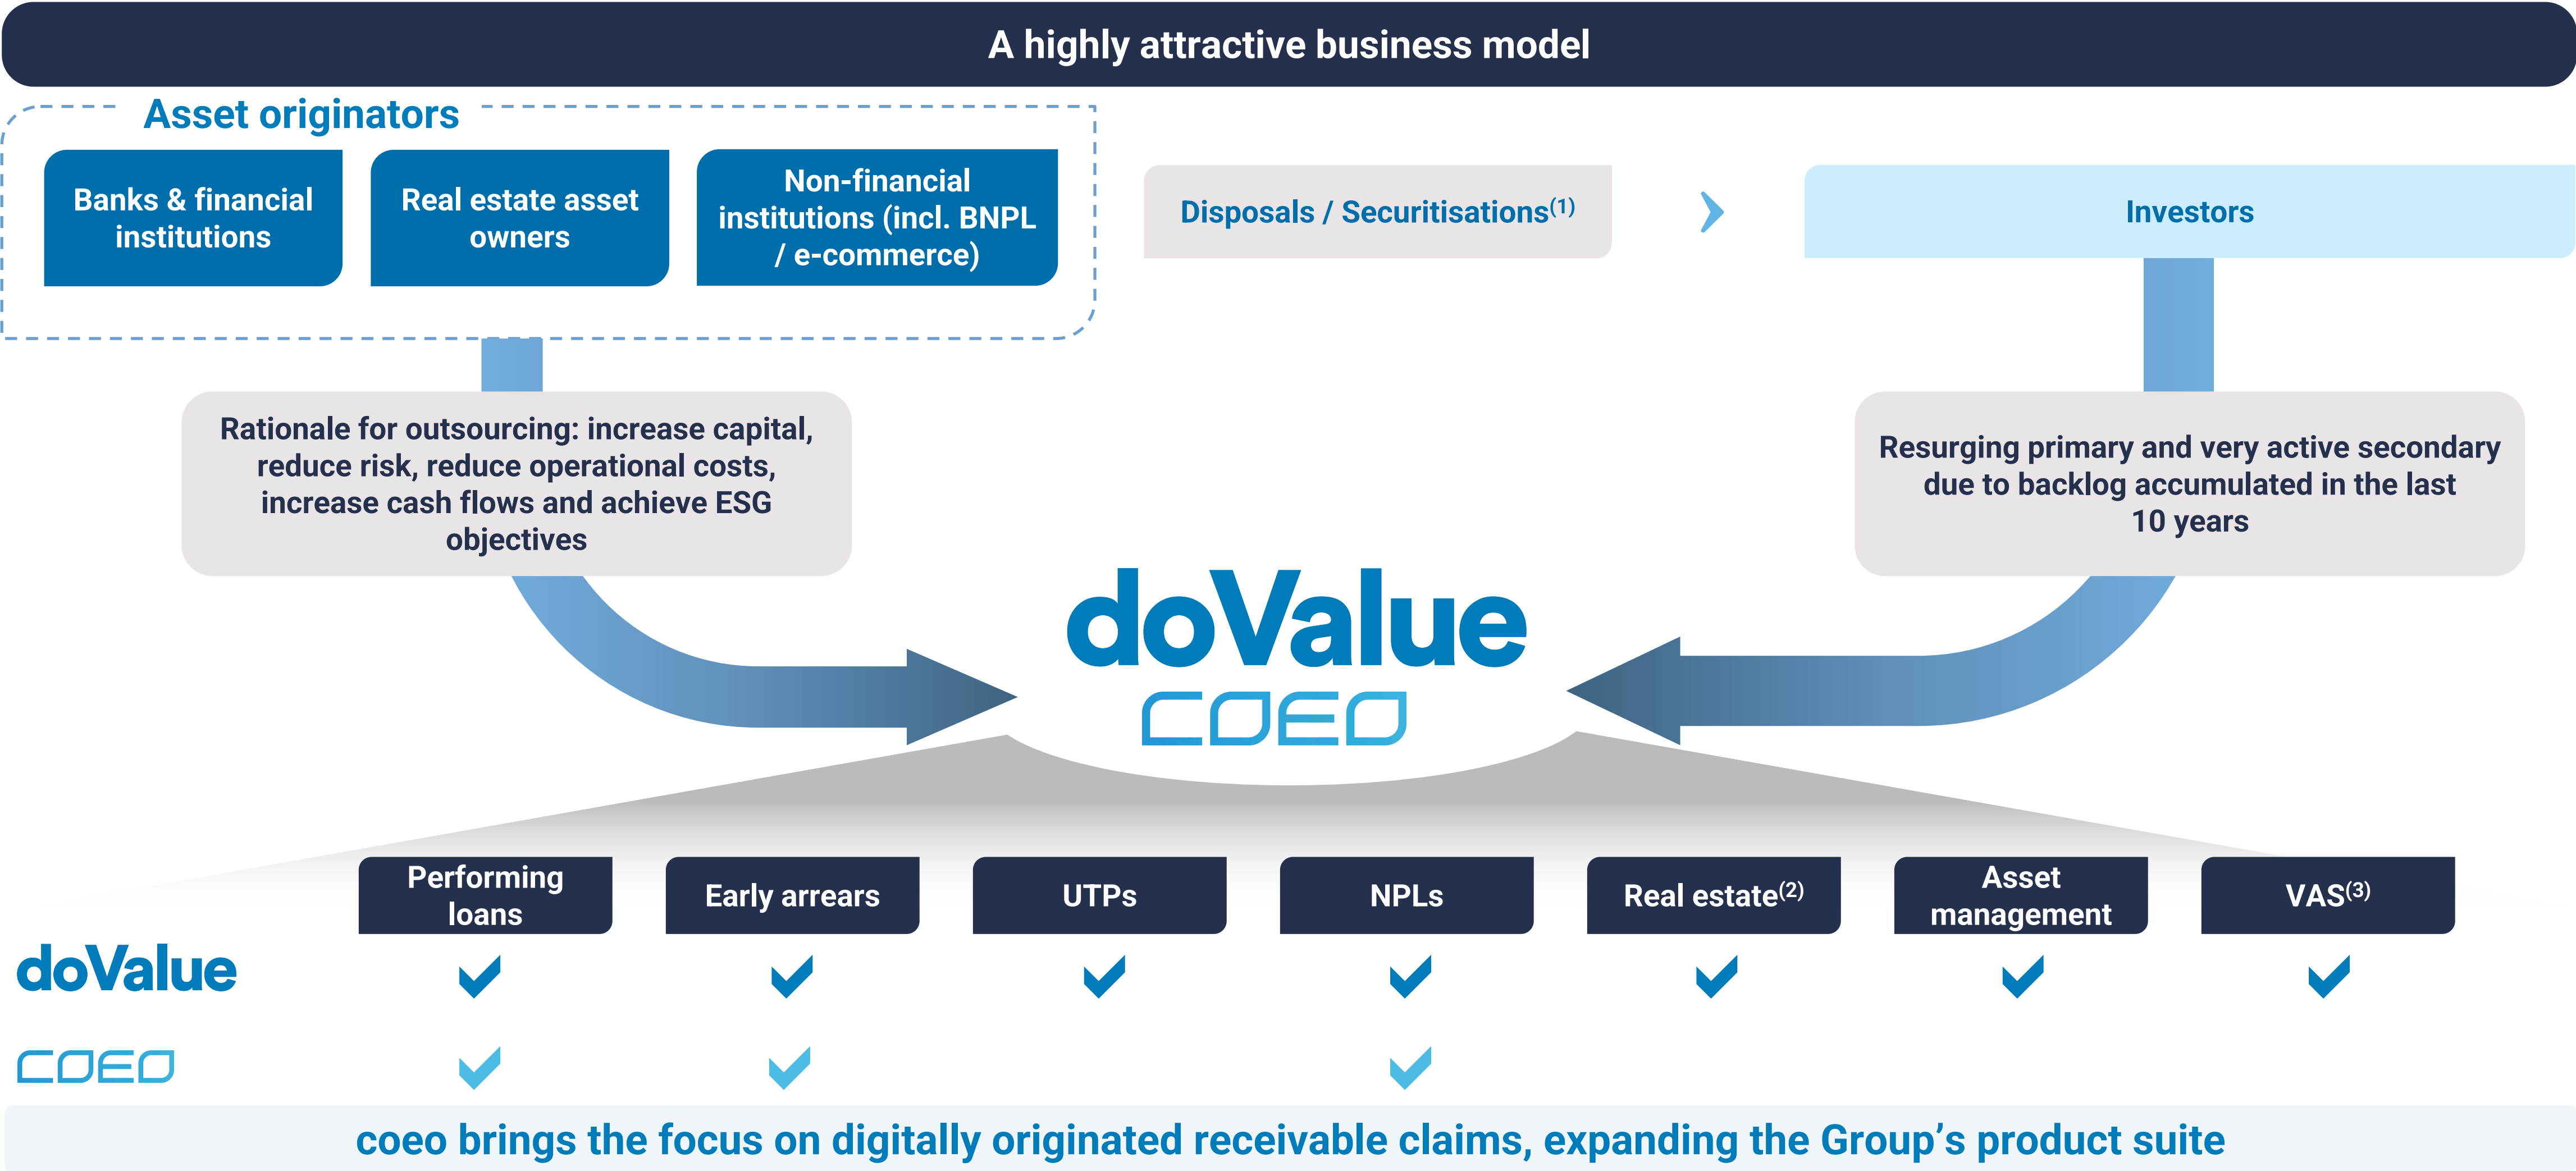 A highly attractive business model
Asset originators
Banks & financial
institutions
Real estate asset
owners
Non-financial
institutions (incl. BNPL
/ e-commerce)
Disposals / Securitisations(1)
Investors
Rationale for outsourcing: increase capital,
reduce risk, reduce operational costs,
increase cash flows and achieve ESG
objectives
Resurging primary and very active secondary
due to backlog accumulated in the last
10 years
doValue
COEO
Performing
loans
Early arrears
UTPs
NPLs
Real estate(2)
Asset
management
VAS(3)
doValue
COEO
coeo brings the focus on digitally originated receivable claims, expanding the Group’s product suite